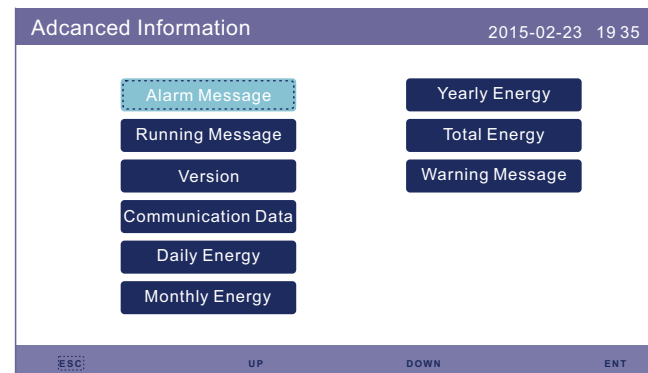 Adcanced Information
2015-02-23 19 35
Alarm Message
Running Message
Version
Communication Data
Daily Energy
Monthly Energy
Yearly Energy
Total Energy
Warning Message
ESC UP DOWN ENT